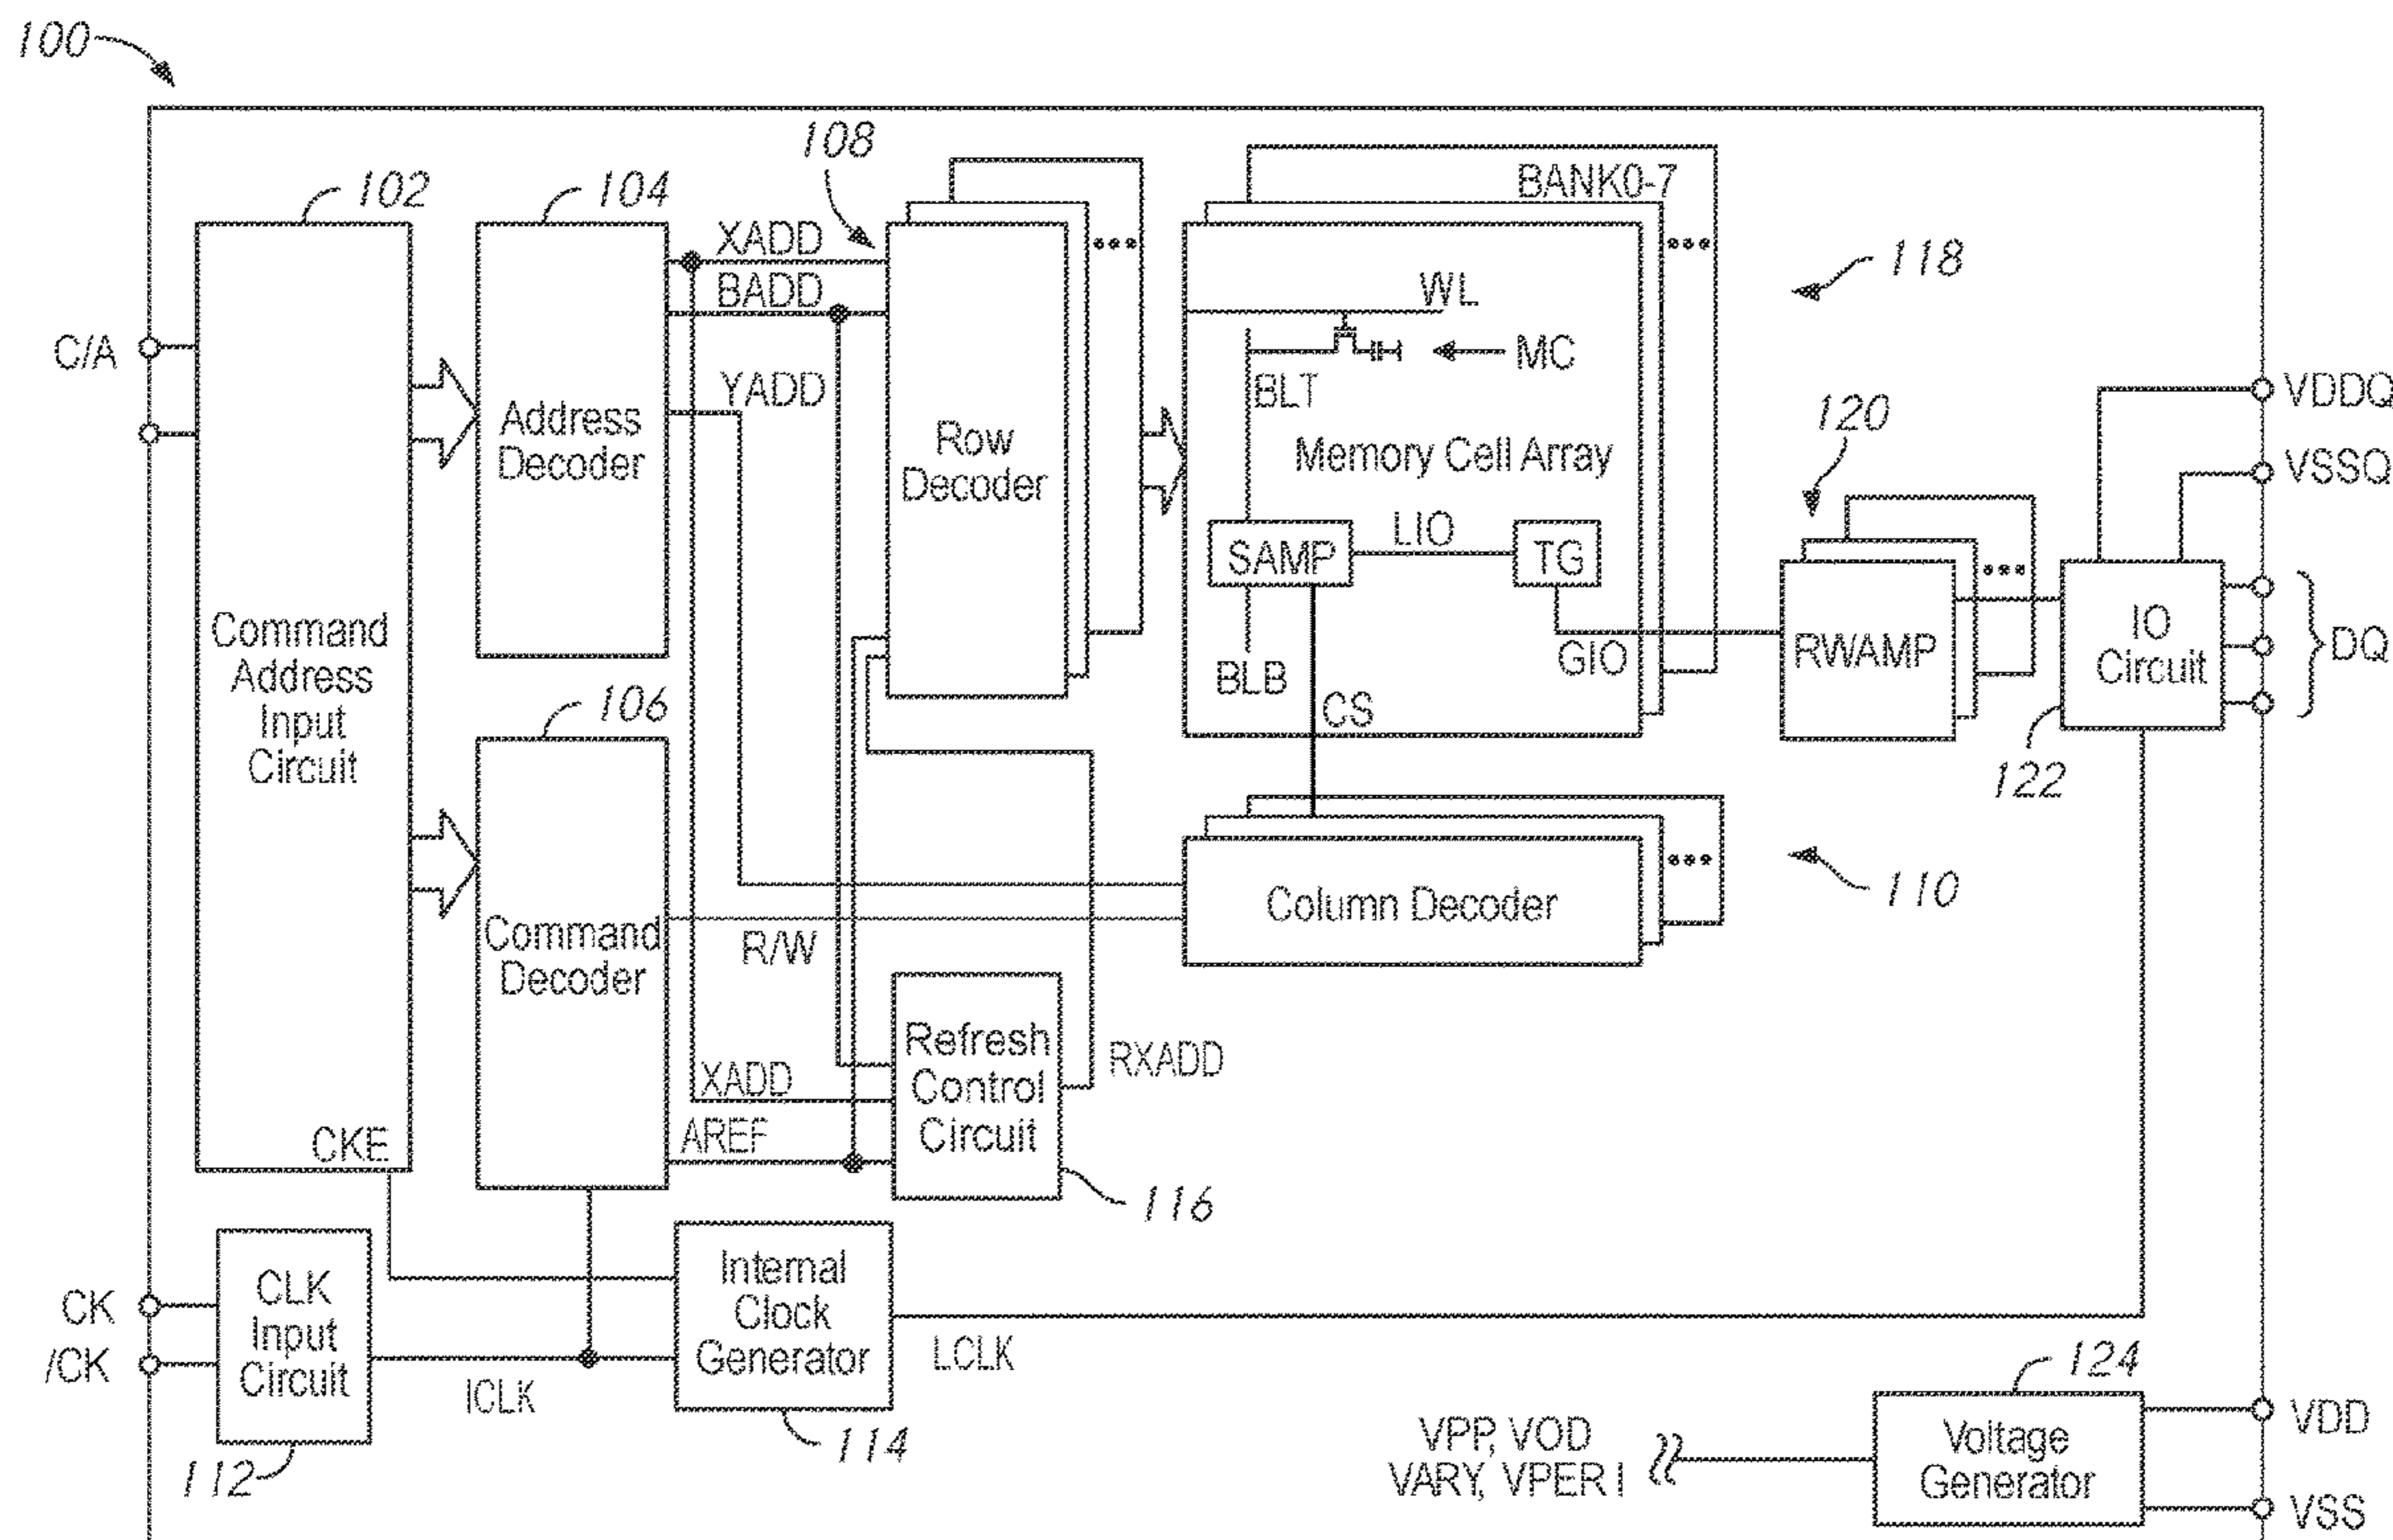 100
108
BANK0-7
102
104
XADD
118
BADD
WL
C/A
MC
VDDQ
YADD
BLT
120
Address
Decoder
Row
Decoder
Memory Cell Array
VSSQ
LIO
SAMP
TG
Command
Address
Input
Circuit
RWAMP
IO
Circuit
DQ
GIO
BLB
106
CS
122
Column Decoder
110
Command
Decoder
R/W
Refresh
Control
Circuit
RXADD
XADD
AREF
CKE
116
CLK
Input
Circuit
Internal
Clock
Generator
CK
/CK
LCLK
ICLK
124
VDD
112
114
VPP, VOD
VARY, VPER I
Voltage
Generator
VSS